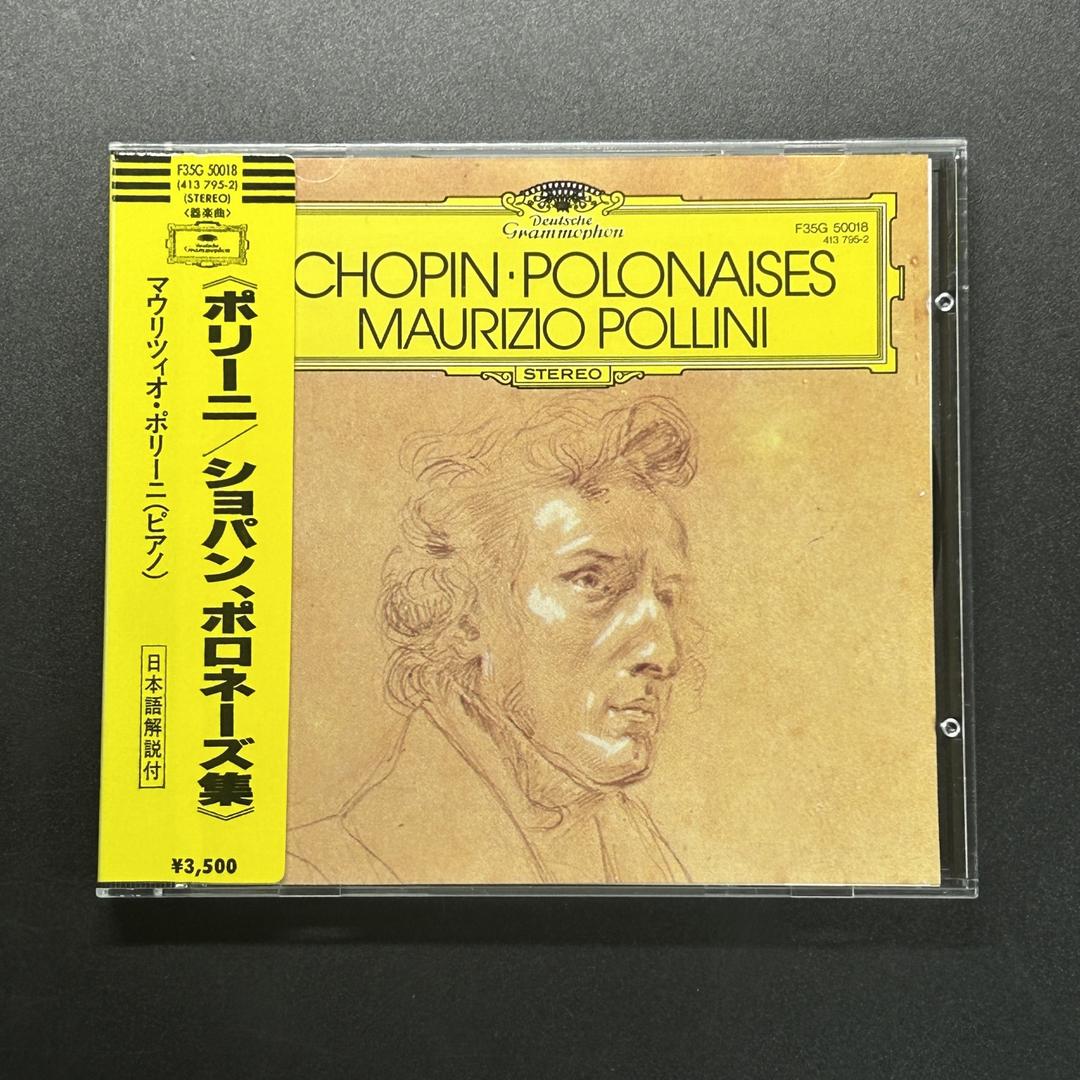 F35G 50018
(413 795-2)
(STEREO)
〈器楽曲〉
Deutsche
Grammophon
《ポリーニ／ショパン、ポロネーズ集》
マウリツィオ・ポリーニ(ピアノ)
日本語解説付
¥3,500
Deutsche
Grammophon
F35G 50018
413 795-2
CHOPIN·POLONAISES
MAURIZIO POLLINI
STEREO